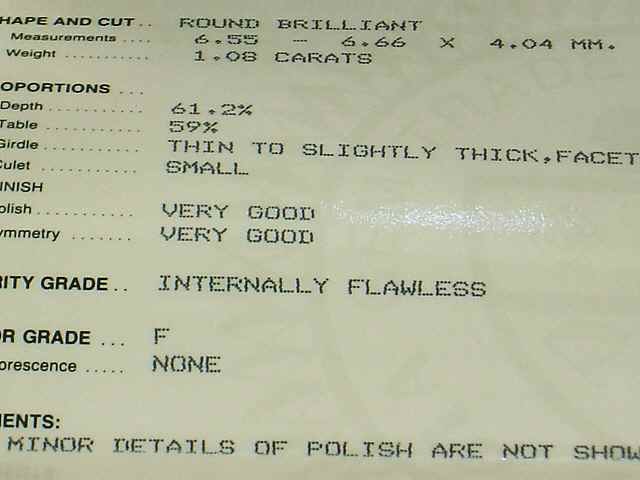 HAPE AND CUT .. ROUND BRILLIANT
Measurements .... 6.55 - 6.66 X 4.04 MM.
Weight .......... 1.08 CARATS
OPORTIONS ...
Depth ........... 61.2%
Table ........... 59%
Girdle ........... THIN TO SLIGHTLY THICK,FACET
Culet ........... SMALL
INISH
olish ............ VERY GOOD
ymmetry ....... VERY GOOD
RITY GRADE .. INTERNALLY FLAWLESS
OR GRADE ... F
orescence ..... NONE
MENTS:
MINOR DETAILS OF POLISH ARE NOT SHOW